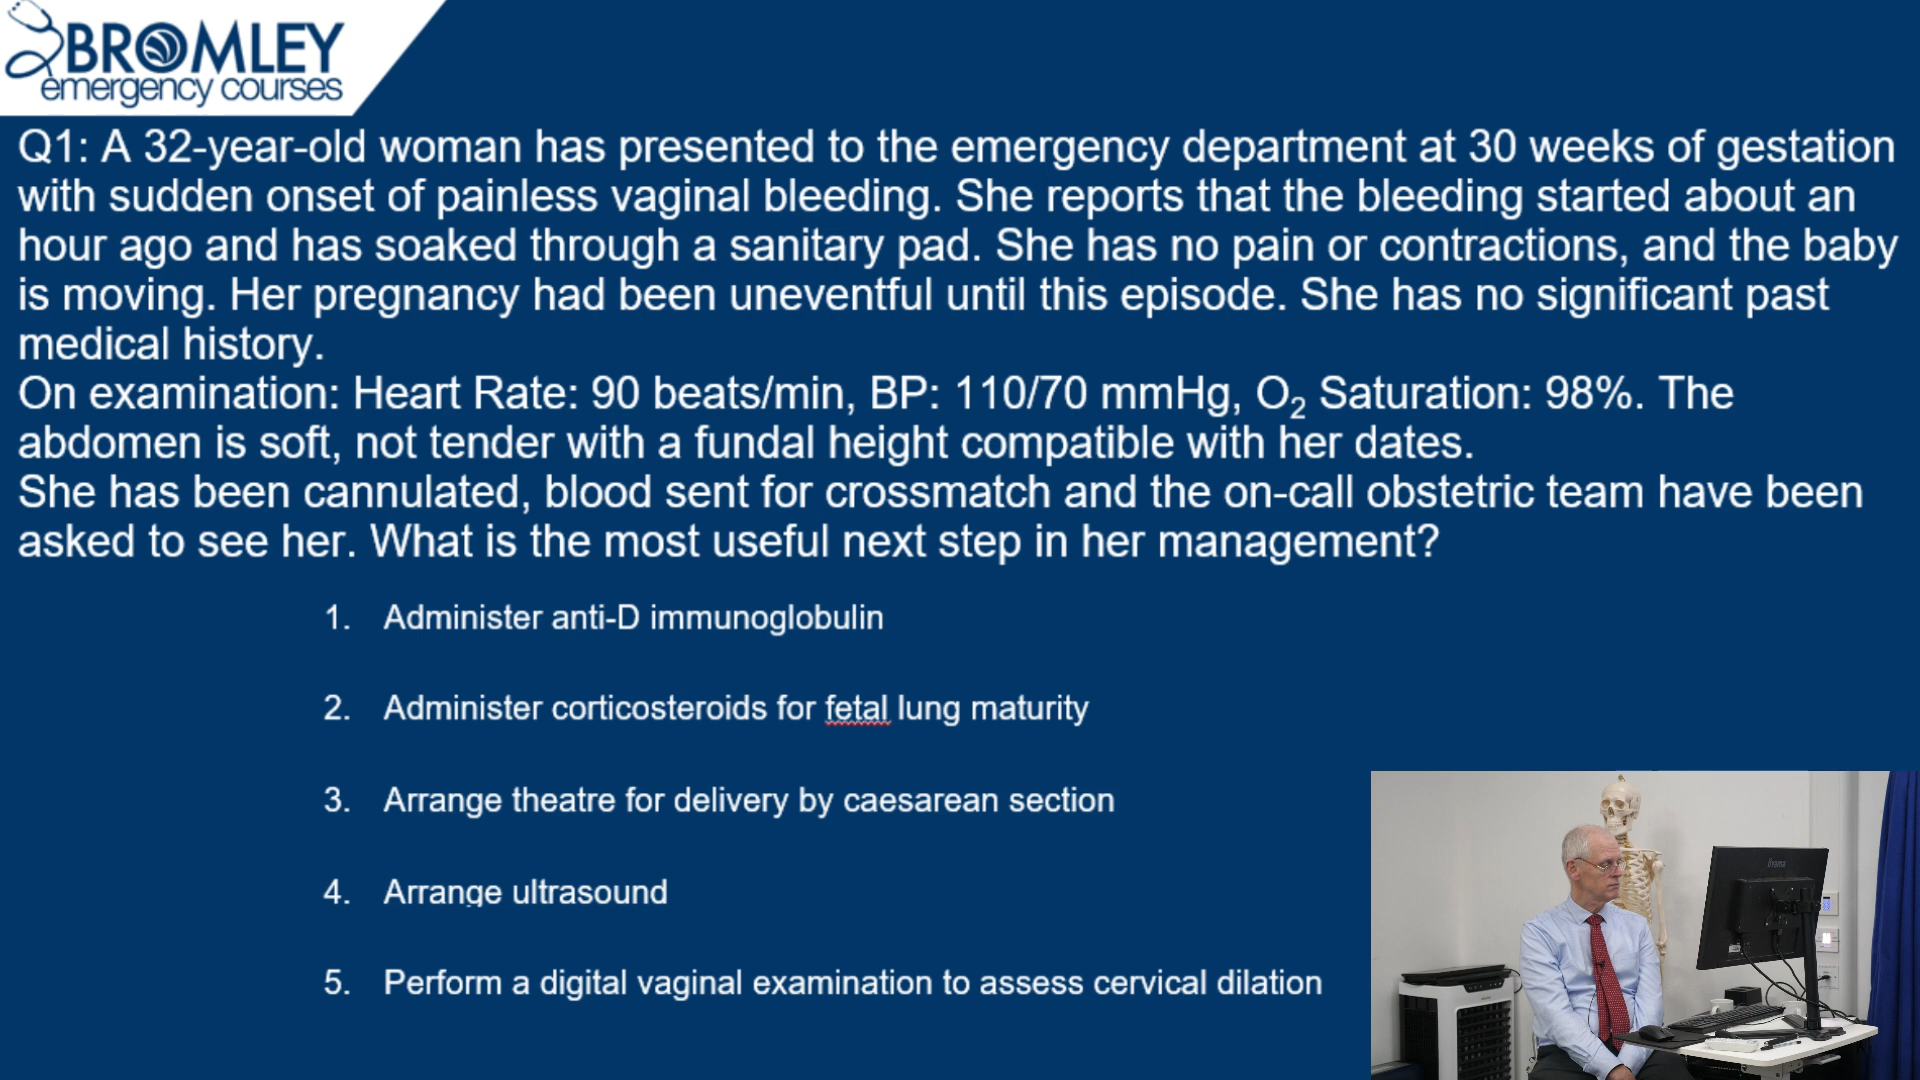 BROMLEY
emergency courses
Q1: A 32-year-old woman has presented to the emergency department at 30 weeks of gestation
with sudden onset of painless vaginal bleeding. She reports that the bleeding started about an
hour ago and has soaked through a sanitary pad. She has no pain or contractions, and the baby
is moving. Her pregnancy had been uneventful until this episode. She has no significant past
medical history.
On examination: Heart Rate: 90 beats/min, BP: 110/70 mmHg, O₂ Saturation: 98%. The
abdomen is soft, not tender with a fundal height compatible with her dates.
She has been cannulated, blood sent for crossmatch and the on-call obstetric team have been
asked to see her. What is the most useful next step in her management?
1. Administer anti-D immunoglobulin
2. Administer corticosteroids for fetal lung maturity
3. Arrange theatre for delivery by caesarean section
4. Arrange ultrasound
5. Perform a digital vaginal examination to assess cervical dilation
iiyama